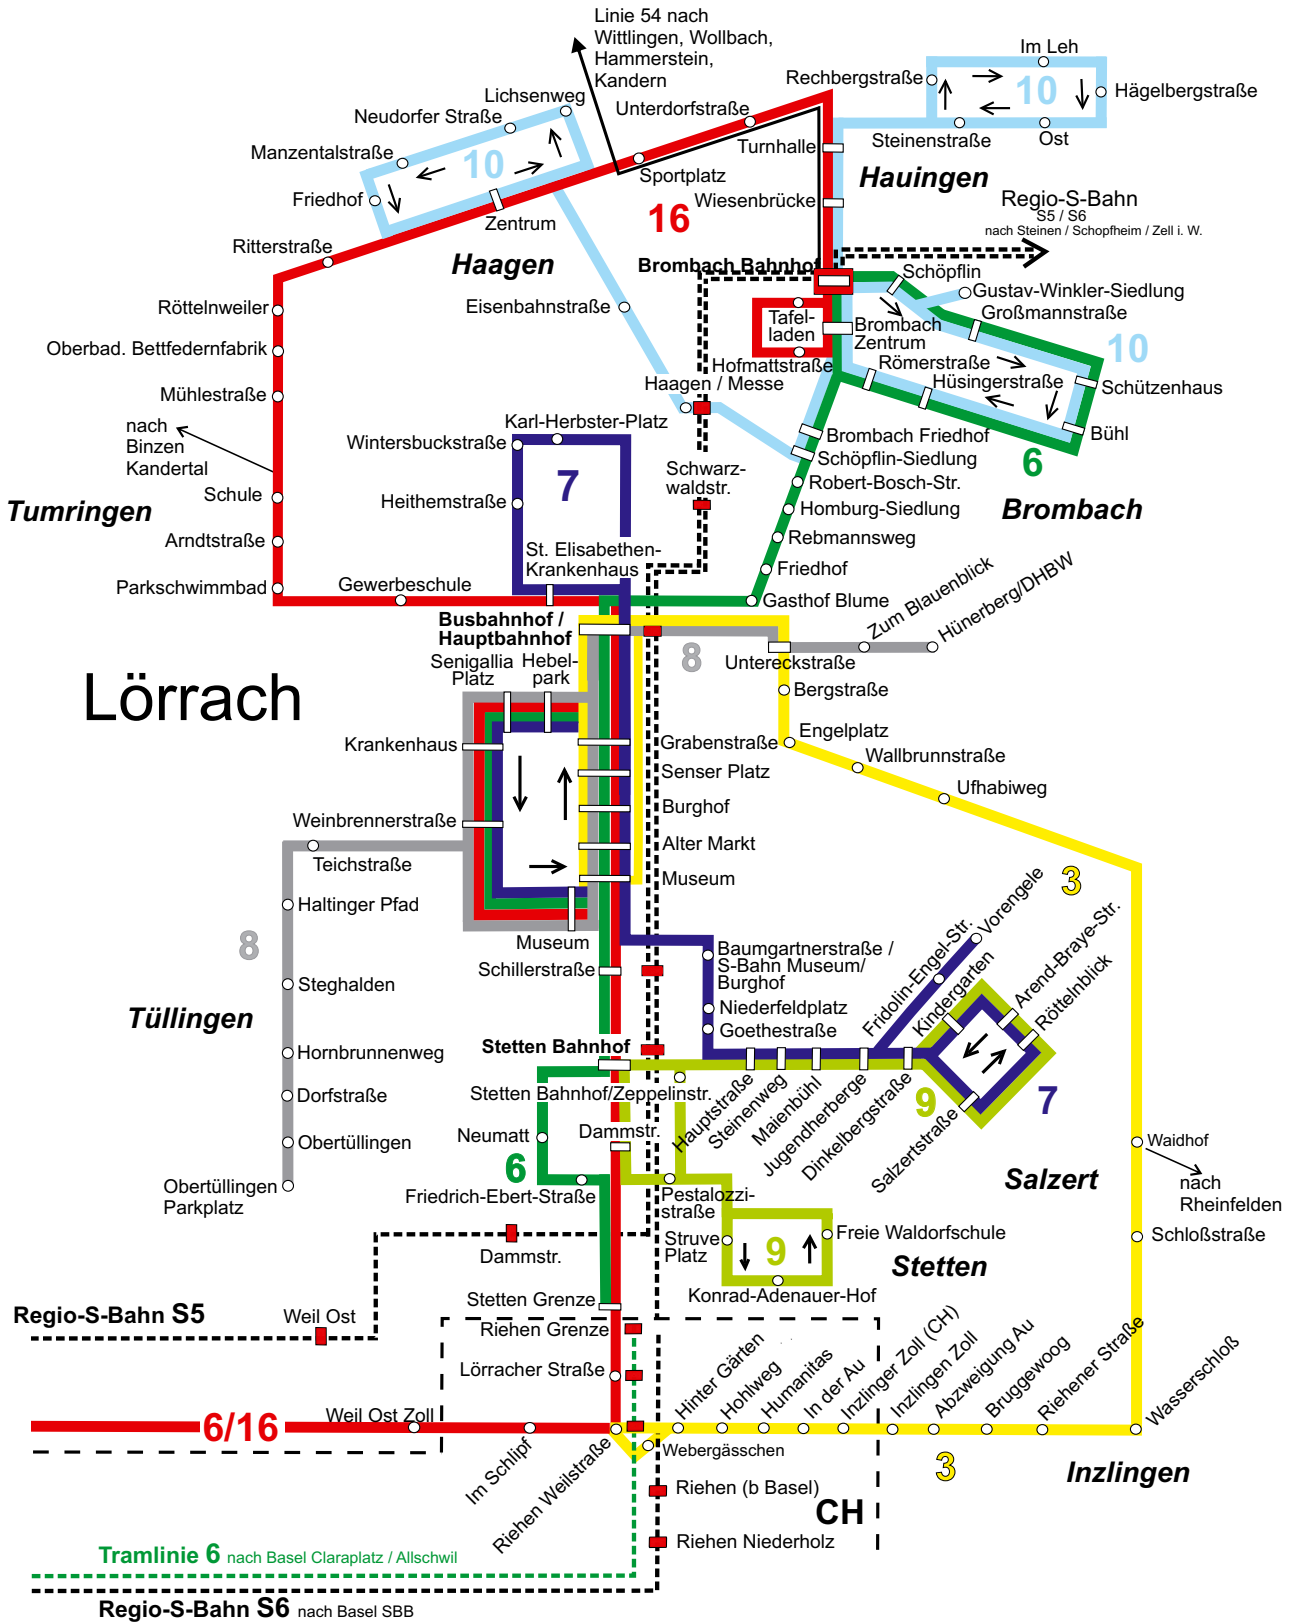 Linie 54 nach
Wittlingen, Wollbach,
Hammerstein,
Kandern
Im Leh
Rechbergstraße
10
Hägelbergstraße
Steinenstraße
Ost
Hauingen
Lichsenweg
Neudorfer Straße
Manzentalstraße
10
Friedhof
Zentrum
Haagen
Unterdorfstraße
Turnhalle
Sportplatz
Wiesenbrücke
16
Regio-S-Bahn
S5 / S6
nach Steinen / Schopfheim / Zell i. W.
Ritterstraße
Brombach Bahnhof
Schöpflin
Gustav-Winkler-Siedlung
Großmannstraße
Röttelnweiler
Eisenbahnstraße
Tafel-
laden
Brombach
Zentrum
10
Oberbad. Bettfedernfabrik
Hofmattstraße
Römerstraße
Hüsingerstraße
Schützenhaus
Mühlestraße
Haagen / Messe
nach
Binzen
Kandertal
Karl-Herbster-Platz
Wintersbuckstraße
Brombach Friedhof
Bühl
Schöpflin-Siedlung
6
Schwarz-
waldstr.
7
Robert-Bosch-Str.
Schule
Heithemstraße
Homburg-Siedlung
Tumringen
Brombach
Arndtstraße
Rebmannsweg
St. Elisabethen-
Krankenhaus
Friedhof
Parkschwimmbad
Gewerbeschule
Gasthof Blume
Zum Blauenblick
Hünerberg/DHBW
Busbahnhof /
Hauptbahnhof
8
Untereckstraße
Senigallia
Platz
Hebel-
park
Lörrach
Bergstraße
Krankenhaus
Grabenstraße
Engelplatz
Wallbrunnstraße
Senser Platz
Ufhabiweg
Burghof
Weinbrennerstraße
Alter Markt
Teichstraße
Museum
3
Haltinger Pfad
8
Museum
Schillerstraße
Baumgartnerstraße /
S-Bahn Museum/
Burghof
Fridolin-Engel-Str.
Vorengele
Kindergarten
Arend-Braye-Str.
Röttelnblick
Steghalden
Tüllingen
Niederfeldplatz
Goethestraße
Stetten Bahnhof
Hornbrunnenweg
Dorfstraße
Stetten Bahnhof/Zeppelinstr.
Hauptstraße
Steinenweg
Maienbühl
Jugendherberge
Dinkelbergstraße
Salzertstraße
9
7
Neumatt
Dammstr.
Obertüllingen
6
Waidhof
Salzert
nach
Rheinfelden
Obertüllingen
Parkplatz
Friedrich-Ebert-Straße
Pestalozzi-
straße
Struve
Platz
9
Freie Waldorfschule
Schloßstraße
Stetten
Dammstr.
Konrad-Adenauer-Hof
Stetten Grenze
Regio-S-Bahn S5
Weil Ost
Riehen Grenze
Lörracher Straße
Hinter Gärten
Hohlweg
Humanitas
In der Au
Inzlinger Zoll (CH)
Inzlingen Zoll
Abzweigung Au
Bruggewoog
Riehener Straße
Wasserschloß
6/16
Weil Ost Zoll
Im Schlipf
Riehen Weilstraße
Webergässchen
3
Inzlingen
Riehen (b Basel)
CH
Riehen Niederholz
Tramlinie 6 nach Basel Claraplatz / Allschwil
Regio-S-Bahn S6 nach Basel SBB